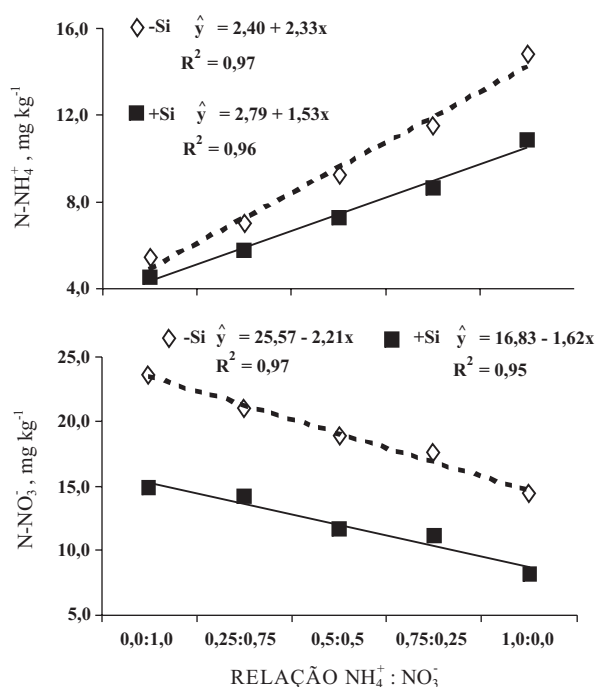 16,0
12,0
8,0
4,0
N-NH₄⁺, mg kg⁻¹
-Si ŷ = 2,40 + 2,33x
R² = 0,97
+Si ŷ = 2,79 + 1,53x
R² = 0,96
-Si ŷ = 25,57 - 2,21x
R² = 0,97
+Si ŷ = 16,83 - 1,62x
R² = 0,95
25,0
20,0
15,0
10,0
5,0
N-NO₃⁻, mg kg⁻¹
0,0:1,0 0,25:0,75 0,5:0,5 0,75:0,25 1,0:0,0
RELAÇÃO NH₄⁺ : NO₃⁻